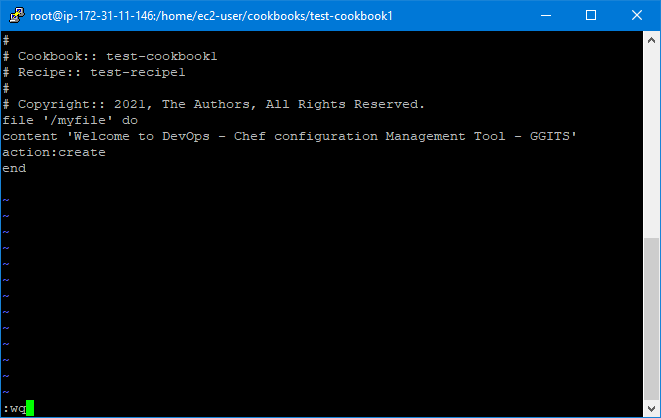 root@ip-172-31-11-146:/home/ec2-user/cookbooks/test-cookbook1
#
# Cookbook:: test-cookbook1
# Recipe:: test-recipe1
#
# Copyright:: 2021, The Authors, All Rights Reserved.
file '/myfile' do
content 'Welcome to DevOps - Chef configuration Management Tool - GGITS'
action:create
end
~
~
~
~
~
~
~
~
~
~
~
~
~
:wq